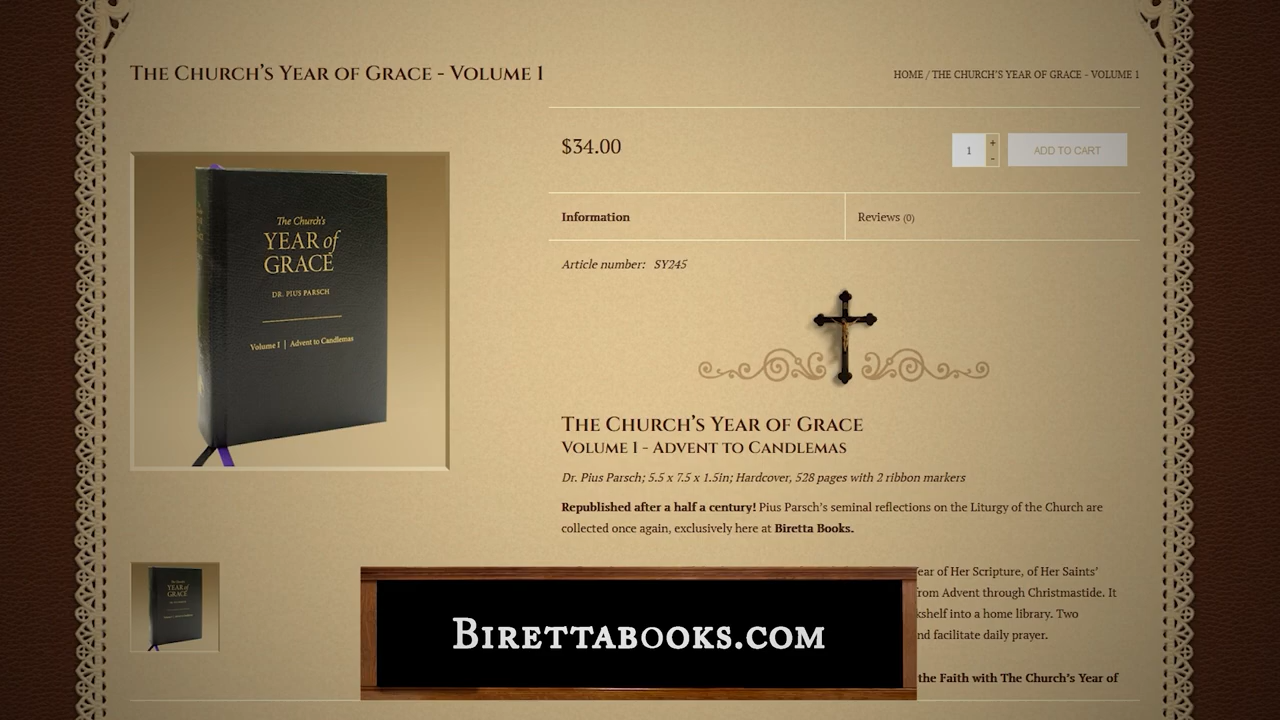 The Church's Year of Grace - Volume 1
HOME / THE CHURCH'S YEAR OF GRACE - VOLUME 1
$34.00
1
+
-
ADD TO CART
Information
Reviews (0)
Article number: SY245
The Church's
YEAR of
GRACE
DR. PIUS PARSCH
Volume I | Advent to Candlemas
The Church's Year of Grace
Volume 1 - Advent to Candlemas
Dr. Pius Parsch; 5.5 x 7.5 x 1.5in; Hardcover, 528 pages with 2 ribbon markers
Republished after a half a century! Pius Parsch's seminal reflections on the Liturgy of the Church are
collected once again, exclusively here at Biretta Books.
ear of Her Scripture, of Her Saints'
rom Advent through Christmastide. It
kshelf into a home library. Two
nd facilitate daily prayer.
the Faith with The Church's Year of
YEAR of
GRACE
Birettabooks.com